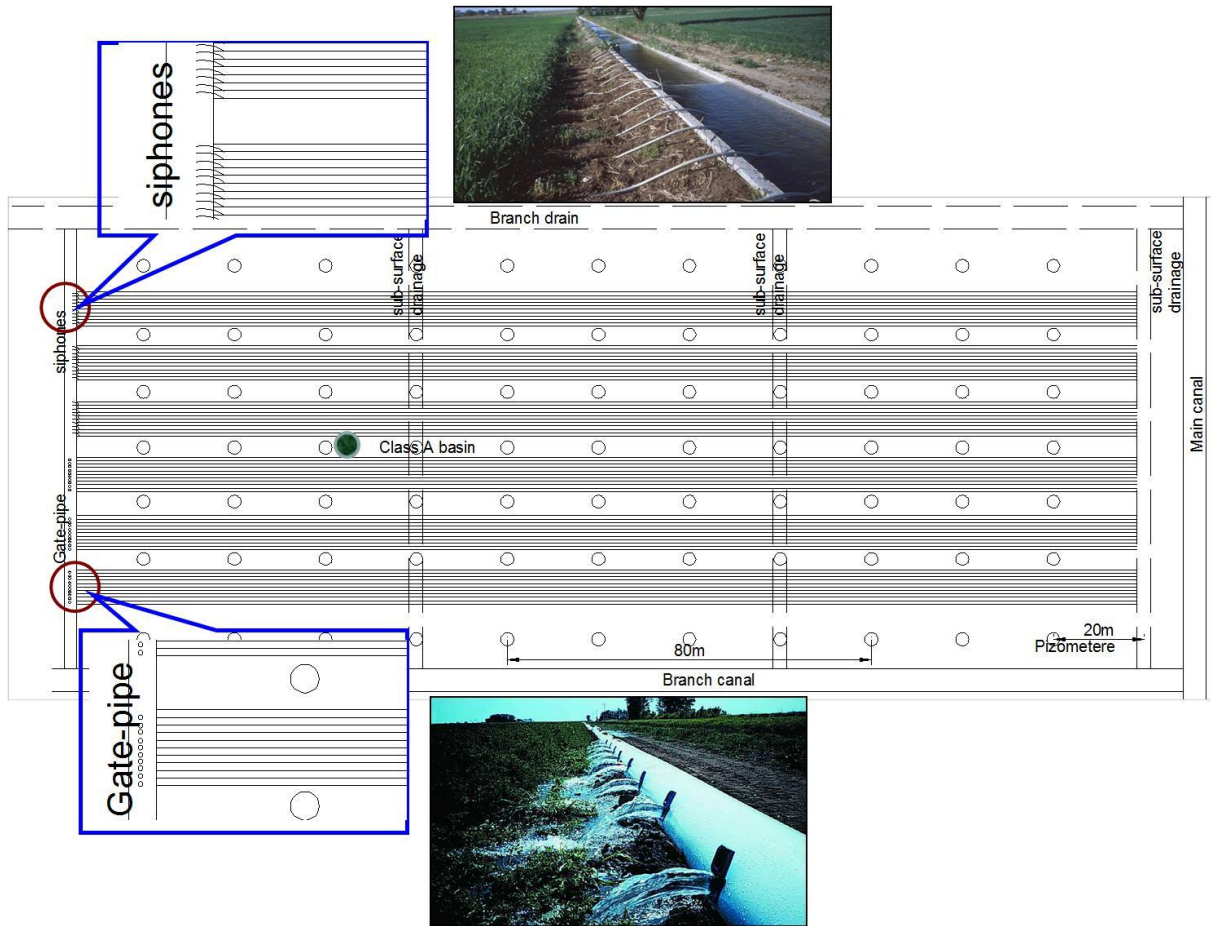 siphones
Branch drain
sub-surface
drainage
sub-surface
drainage
sub-surface
drainage
siphones
Main canal
Class A basin
Gate-pipe
20m
Pizometere
80m
Branch canal
Gate-pipe